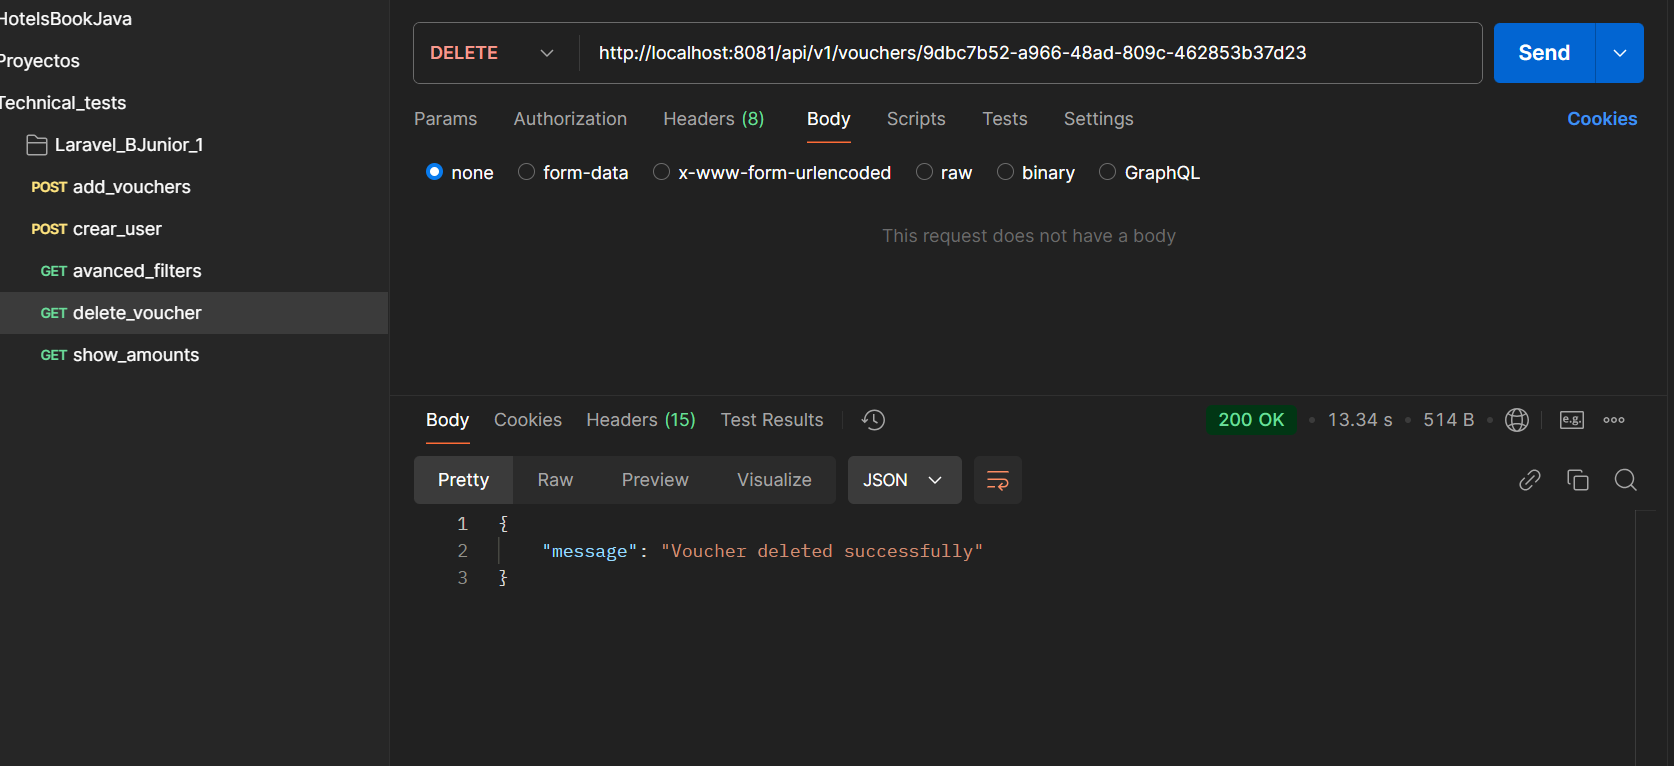 HotelsBookJava
Proyectos
Technical_tests
Laravel_BJunior_1
POST add_vouchers
POST crear_user
GET avanced_filters
GET delete_voucher
GET show_amounts
DELETE http://localhost:8081/api/v1/vouchers/9dbc7b52-a966-48ad-809c-462853b37d23 Send
Params Authorization Headers (8) Body Scripts Tests Settings Cookies
none form-data x-www-form-urlencoded raw binary GraphQL
This request does not have a body
Body Cookies Headers (15) Test Results 200 OK 13.34 s 514 B e.g.
Pretty Raw Preview Visualize JSON
1 {
2 "message": "Voucher deleted successfully"
3 }